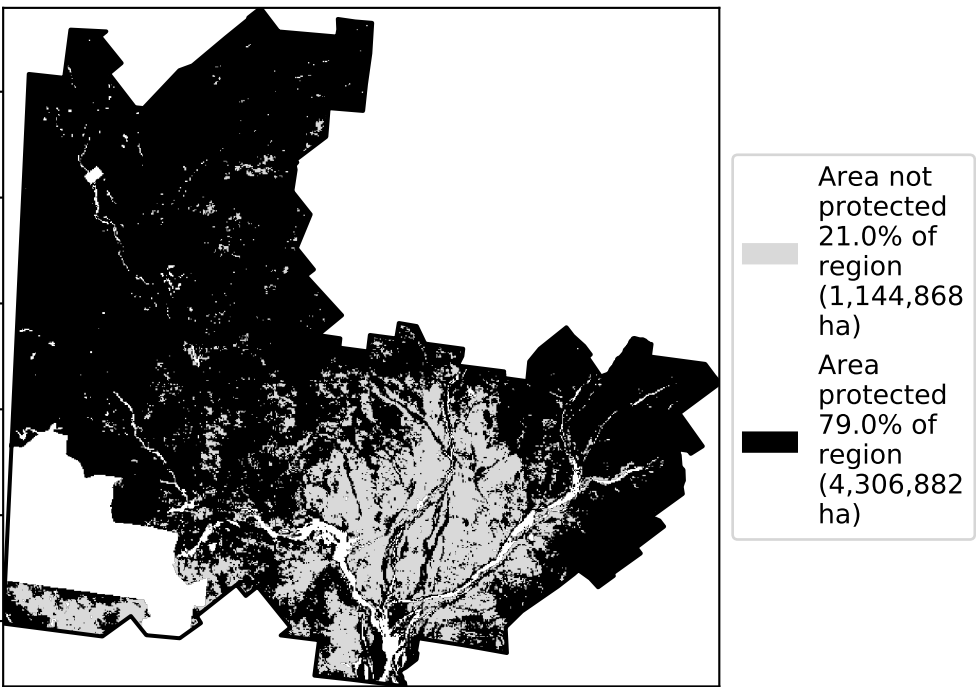 Area not
protected
21.0% of
region
(1,144,868
ha)
Area
protected
79.0% of
region
(4,306,882
ha)